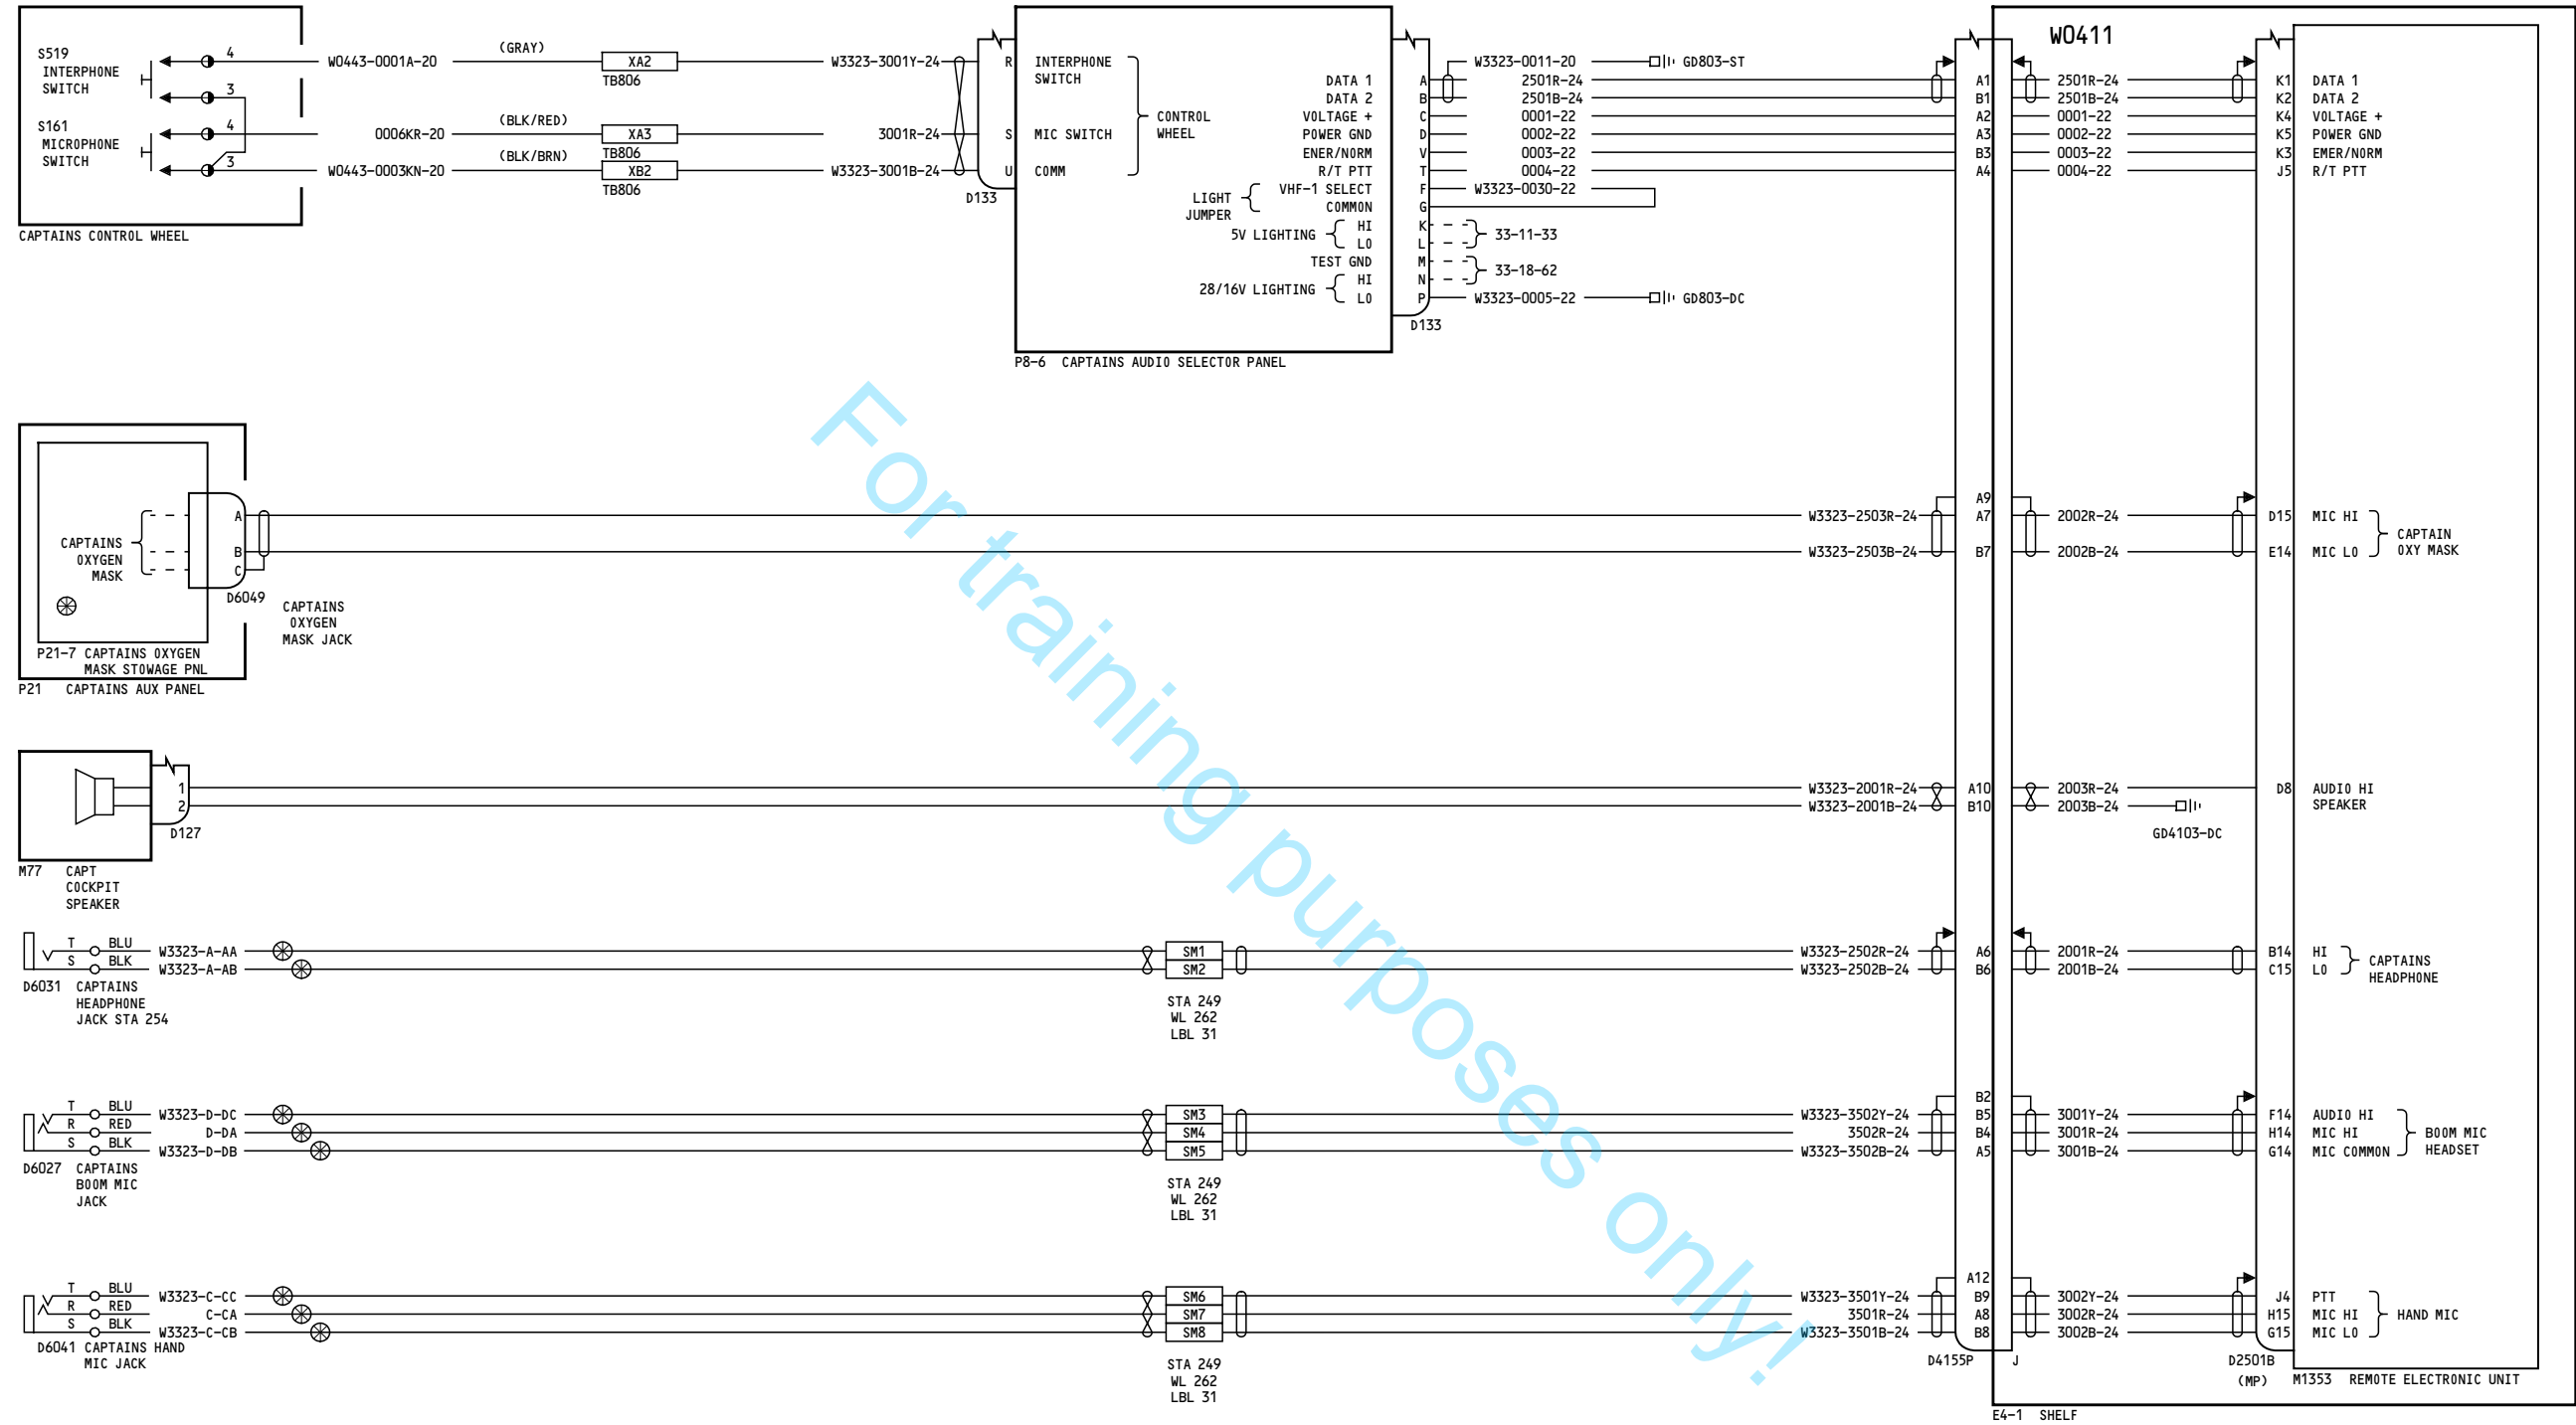 S519
INTERPHONE
SWITCH
4
3
S161
MICROPHONE
SWITCH
4
3
CAPTAINS CONTROL WHEEL
W0443-0001A-20
(GRAY)
XA2
TB806
W3323-3001Y-24
0006KR-20
(BLK/RED)
XA3
TB806
3001R-24
W0443-0003KN-20
(BLK/BRN)
XB2
TB806
W3323-3001B-24
R
S
U
D133
INTERPHONE
SWITCH
MIC SWITCH
COMM
CONTROL
WHEEL
DATA 1 A
DATA 2 B
VOLTAGE + C
POWER GND D
ENER/NORM V
R/T PTT T
LIGHT
JUMPER
VHF-1 SELECT F
COMMON G
5V LIGHTING
HI K
LO L
TEST GND M
28/16V LIGHTING
HI N
LO P
D133
P8-6 CAPTAINS AUDIO SELECTOR PANEL
W3323-0011-20 GD803-ST
2501R-24
2501B-24
0001-22
0002-22
0003-22
0004-22
W3323-0030-22
33-11-33
33-18-62
W3323-0005-22 GD803-DC
W0411
A1 2501R-24 K1 DATA 1
B1 2501B-24 K2 DATA 2
A2 0001-22 K4 VOLTAGE +
A3 0002-22 K5 POWER GND
B3 0003-22 K3 EMER/NORM
A4 0004-22 J5 R/T PTT
CAPTAINS
OXYGEN
MASK
A
B
C
D6049
CAPTAINS
OXYGEN
MASK JACK
P21-7 CAPTAINS OXYGEN
MASK STOWAGE PNL
P21 CAPTAINS AUX PANEL
A9
W3323-2503R-24 A7 2002R-24 D15 MIC HI
W3323-2503B-24 B7 2002B-24 E14 MIC LO
CAPTAIN
OXY MASK
1
2
D127
M77 CAPT
COCKPIT
SPEAKER
W3323-2001R-24 A10 2003R-24 D8 AUDIO HI
W3323-2001B-24 B10 2003B-24 SPEAKER
GD4103-DC
T BLU W3323-A-AA SM1 W3323-2502R-24 A6 2001R-24 B14 HI
S BLK W3323-A-AB SM2 W3323-2502B-24 B6 2001B-24 C15 LO
CAPTAINS
HEADPHONE
D6031 CAPTAINS
HEADPHONE
JACK STA 254
STA 249
WL 262
LBL 31
B2
T BLU W3323-D-DC SM3 W3323-3502Y-24 B5 3001Y-24 F14 AUDIO HI
R RED D-DA SM4 3502R-24 B4 3001R-24 H14 MIC HI
S BLK W3323-D-DB SM5 W3323-3502B-24 A5 3001B-24 G14 MIC COMMON
BOOM MIC
HEADSET
D6027 CAPTAINS
BOOM MIC
JACK
STA 249
WL 262
LBL 31
A12
T BLU W3323-C-CC SM6 W3323-3501Y-24 B9 3002Y-24 J4 PTT
R RED C-CA SM7 3501R-24 A8 3002R-24 H15 MIC HI
S BLK W3323-C-CB SM8 W3323-3501B-24 B8 3002B-24 G15 MIC LO
HAND MIC
D6041 CAPTAINS HAND
MIC JACK
STA 249
WL 262
LBL 31
D4155P J
D2501B
(MP)
M1353 REMOTE ELECTRONIC UNIT
E4-1 SHELF
For training purposes only!